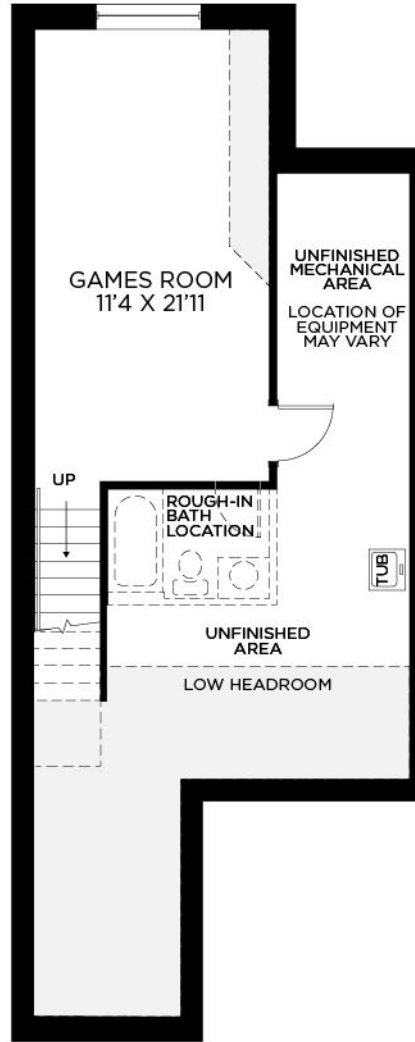 GAMES ROOM
11'4 X 21'11
UNFINISHED
MECHANICAL
AREA
LOCATION OF
EQUIPMENT
MAY VARY
UP
ROUGH-IN
BATH
LOCATION
TUB
UNFINISHED
AREA
LOW HEADROOM